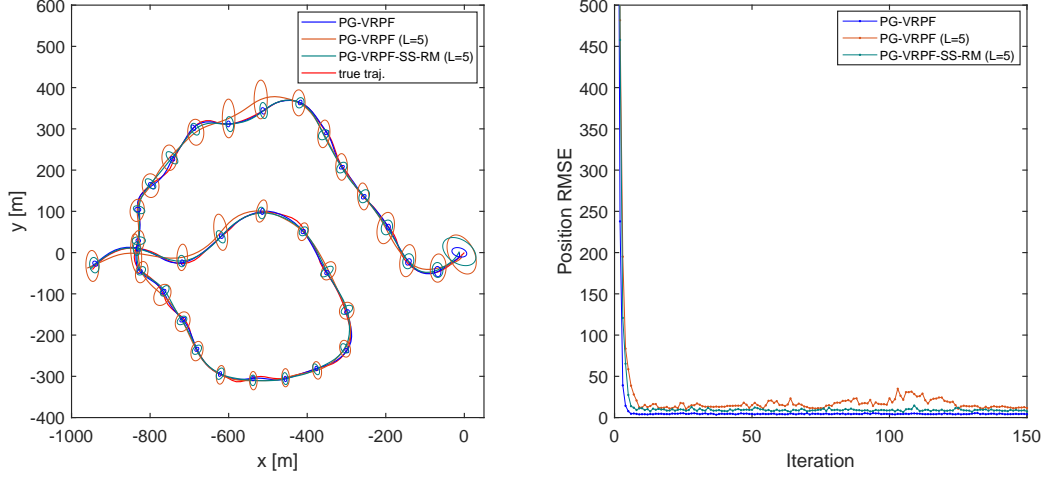 600
500
400
300
200
100
0
-100
-200
-300
-400
y [m]
-1000
-800
-600
-400
-200
0
x [m]
PG-VRPF
PG-VRPF (L=5)
PG-VRPF-SS-RM (L=5)
true traj.
500
450
400
350
300
250
200
150
100
50
0
Position RMSE
0
50
100
150
Iteration
PG-VRPF
PG-VRPF (L=5)
PG-VRPF-SS-RM (L=5)